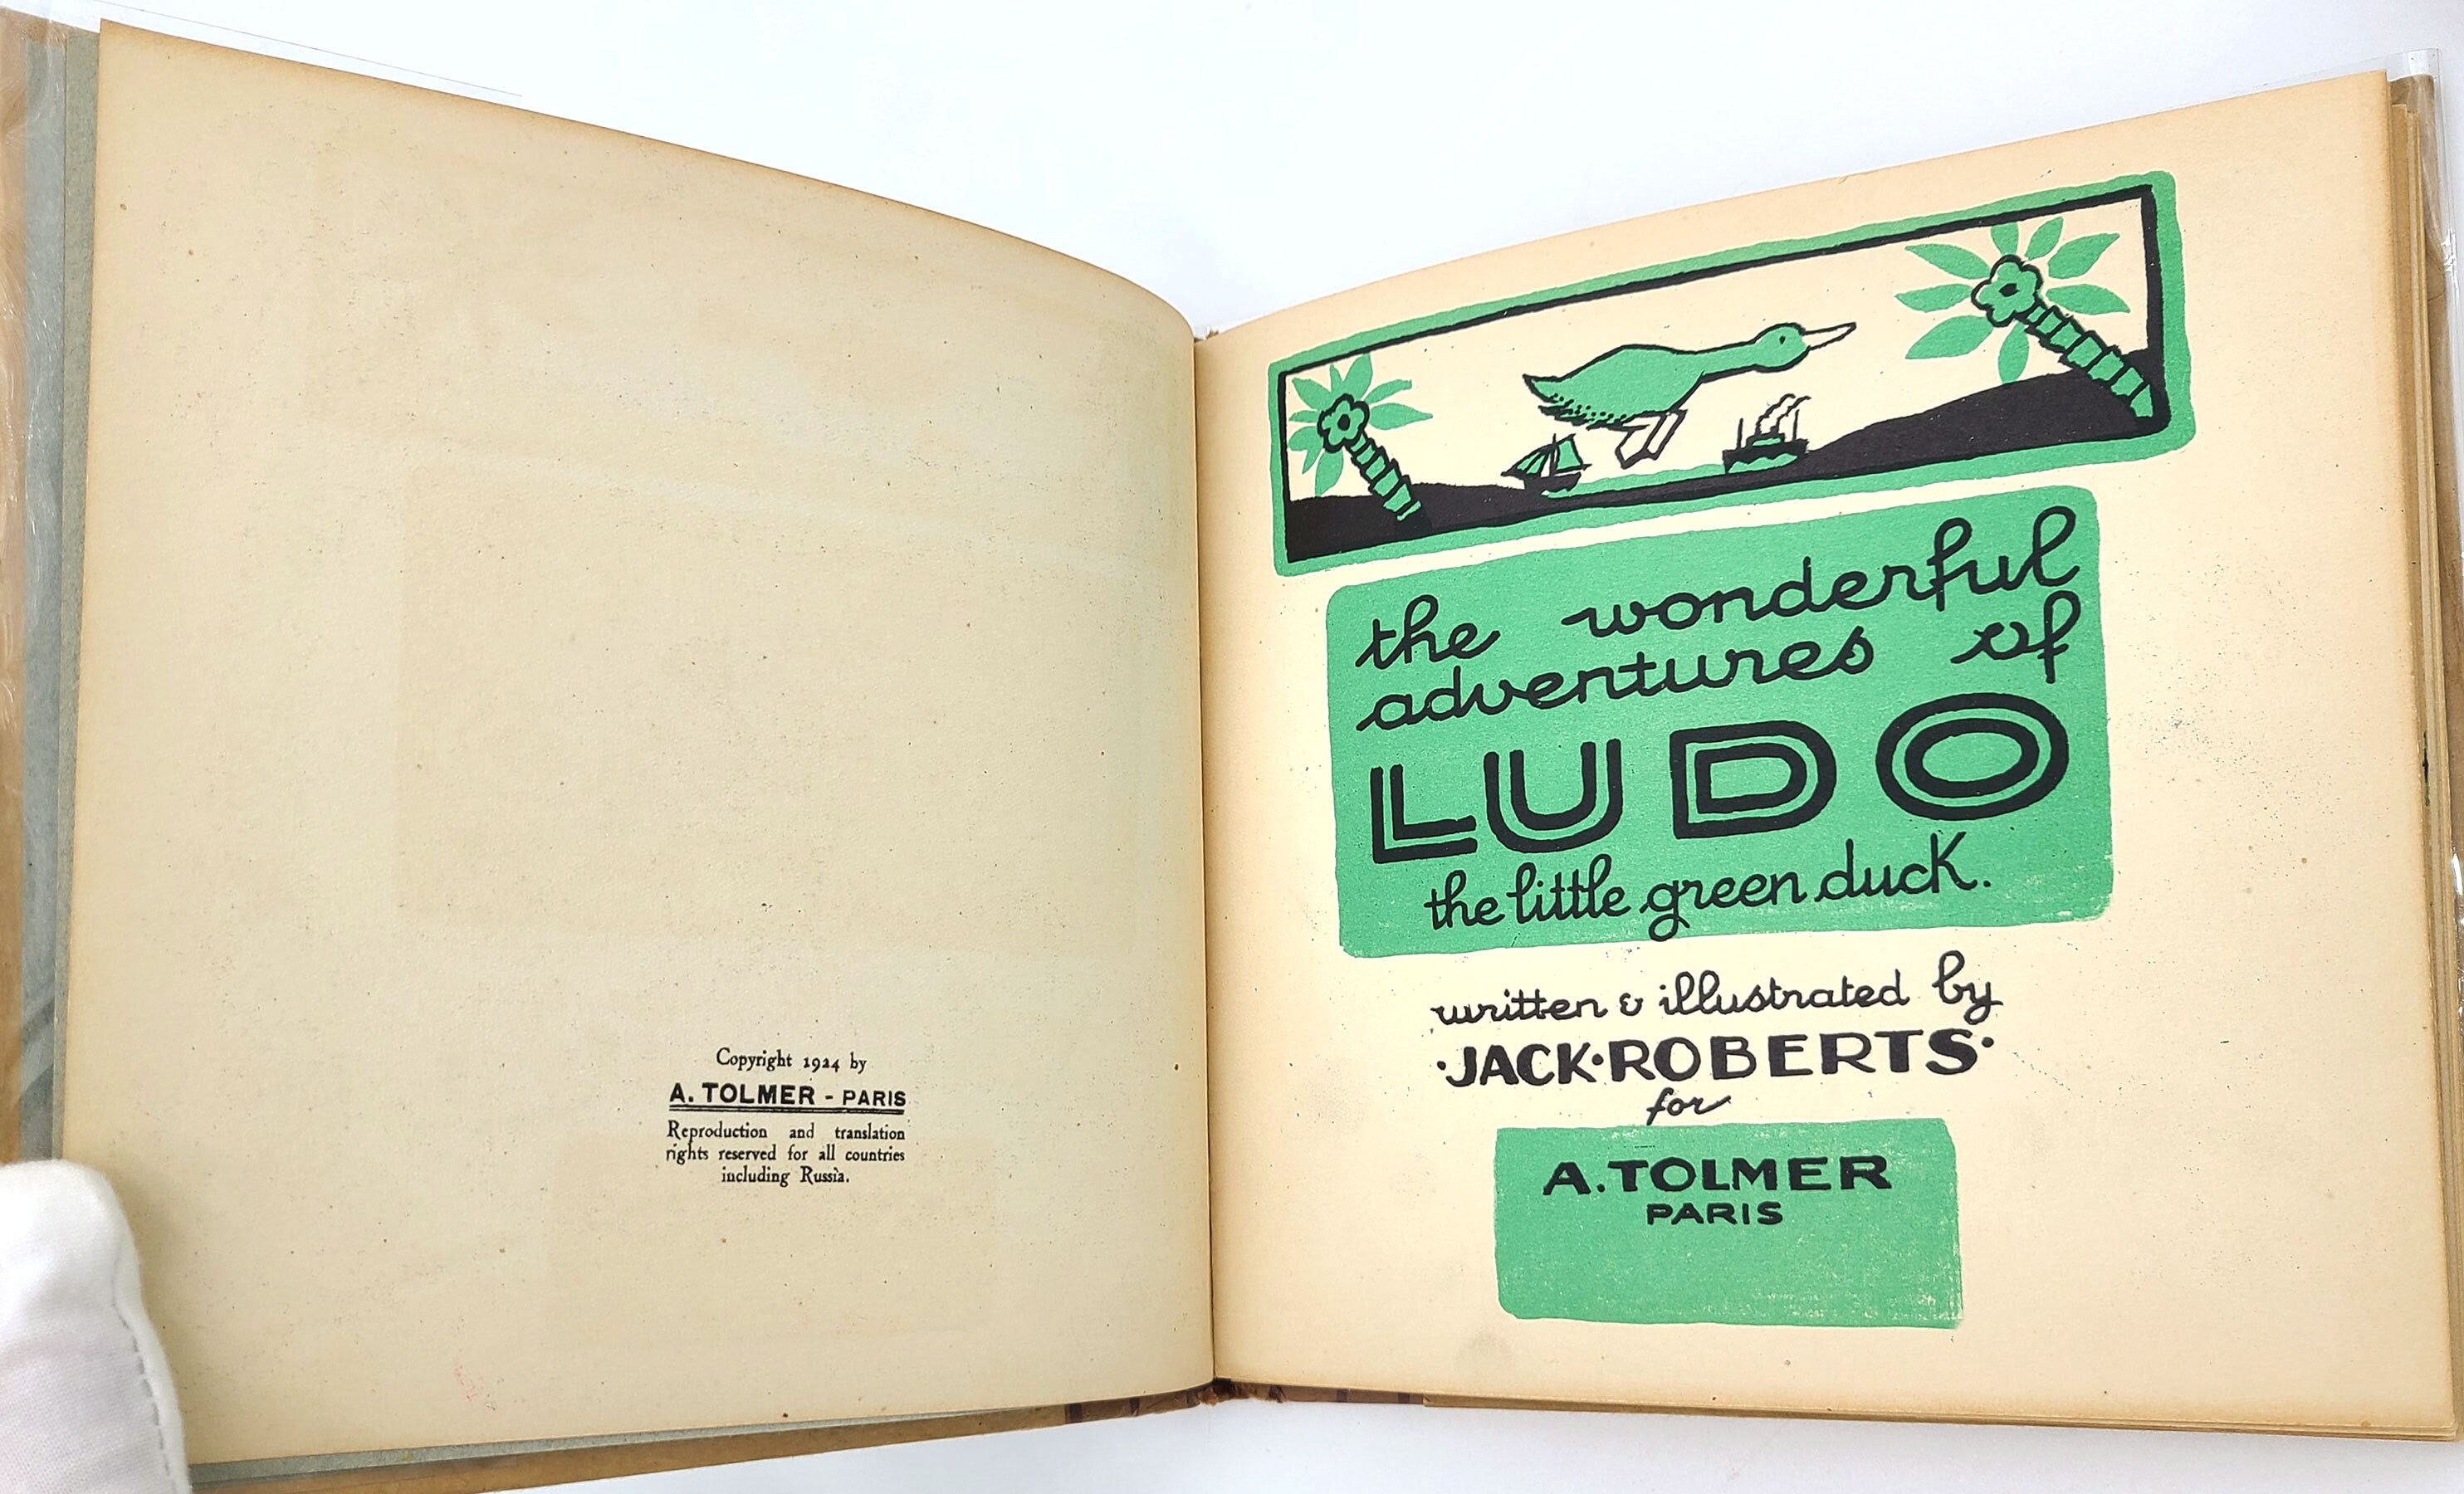 Copyright 1924 by
A. TOLMER - PARIS
Reproduction and translation
rights reserved for all countries
including Russia.
the wonderful
adventures of
LUDO
the little green duck.
written & illustrated by
·JACK·ROBERTS·
for
A. TOLMER
PARIS